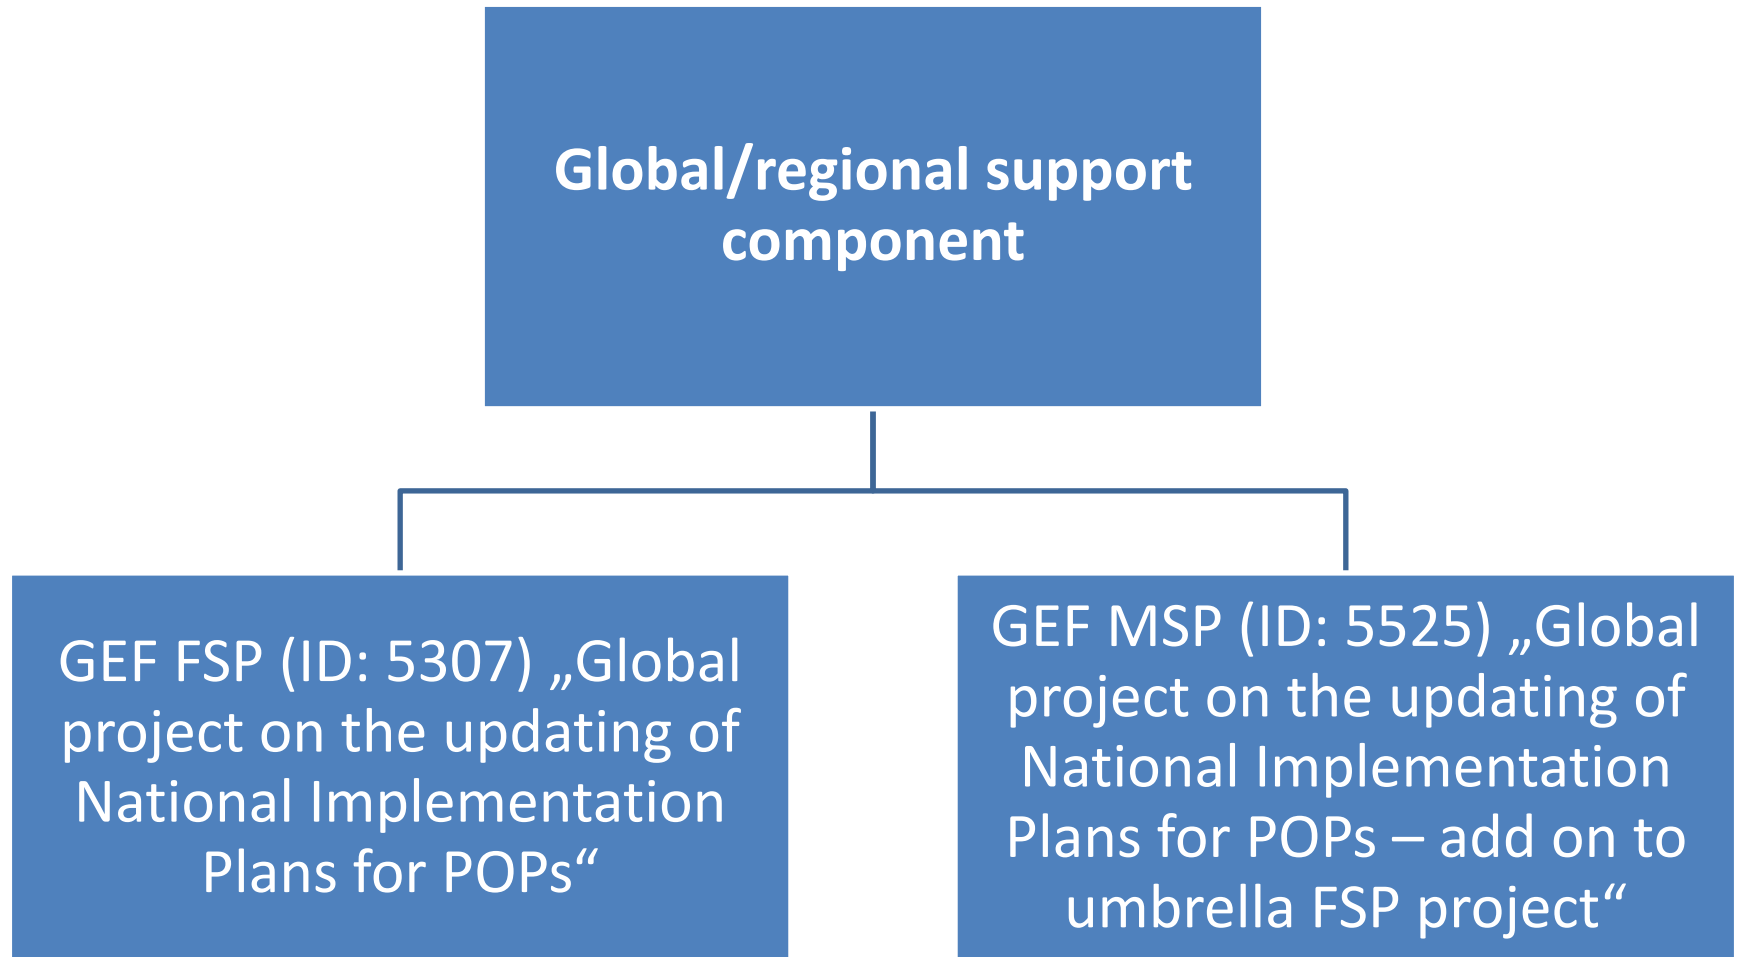 Global/regional support
component
GEF FSP (ID: 5307) „Global
project on the updating of
National Implementation
Plans for POPs“
GEF MSP (ID: 5525) „Global
project on the updating of
National Implementation
Plans for POPs – add on to
umbrella FSP project“